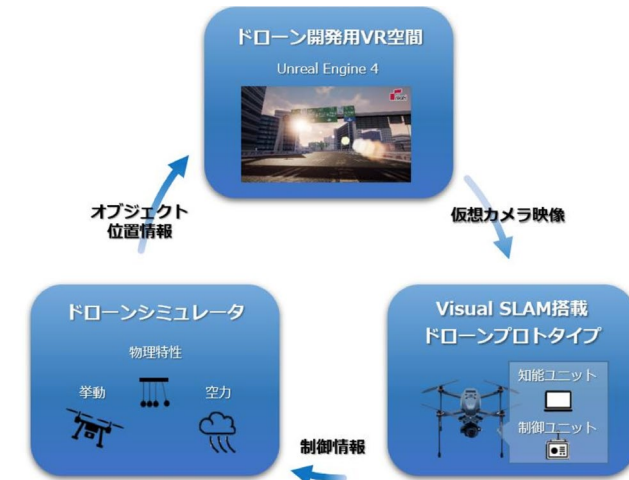 ドローン開発用VR空間
Unreal Engine 4
オブジェクト
位置情報
仮想カメラ映像
ドローンシミュレータ
物理特性
挙動
空力
Visual SLAM搭載
ドローンプロトタイプ
知能ユニット
制御ユニット
制御情報